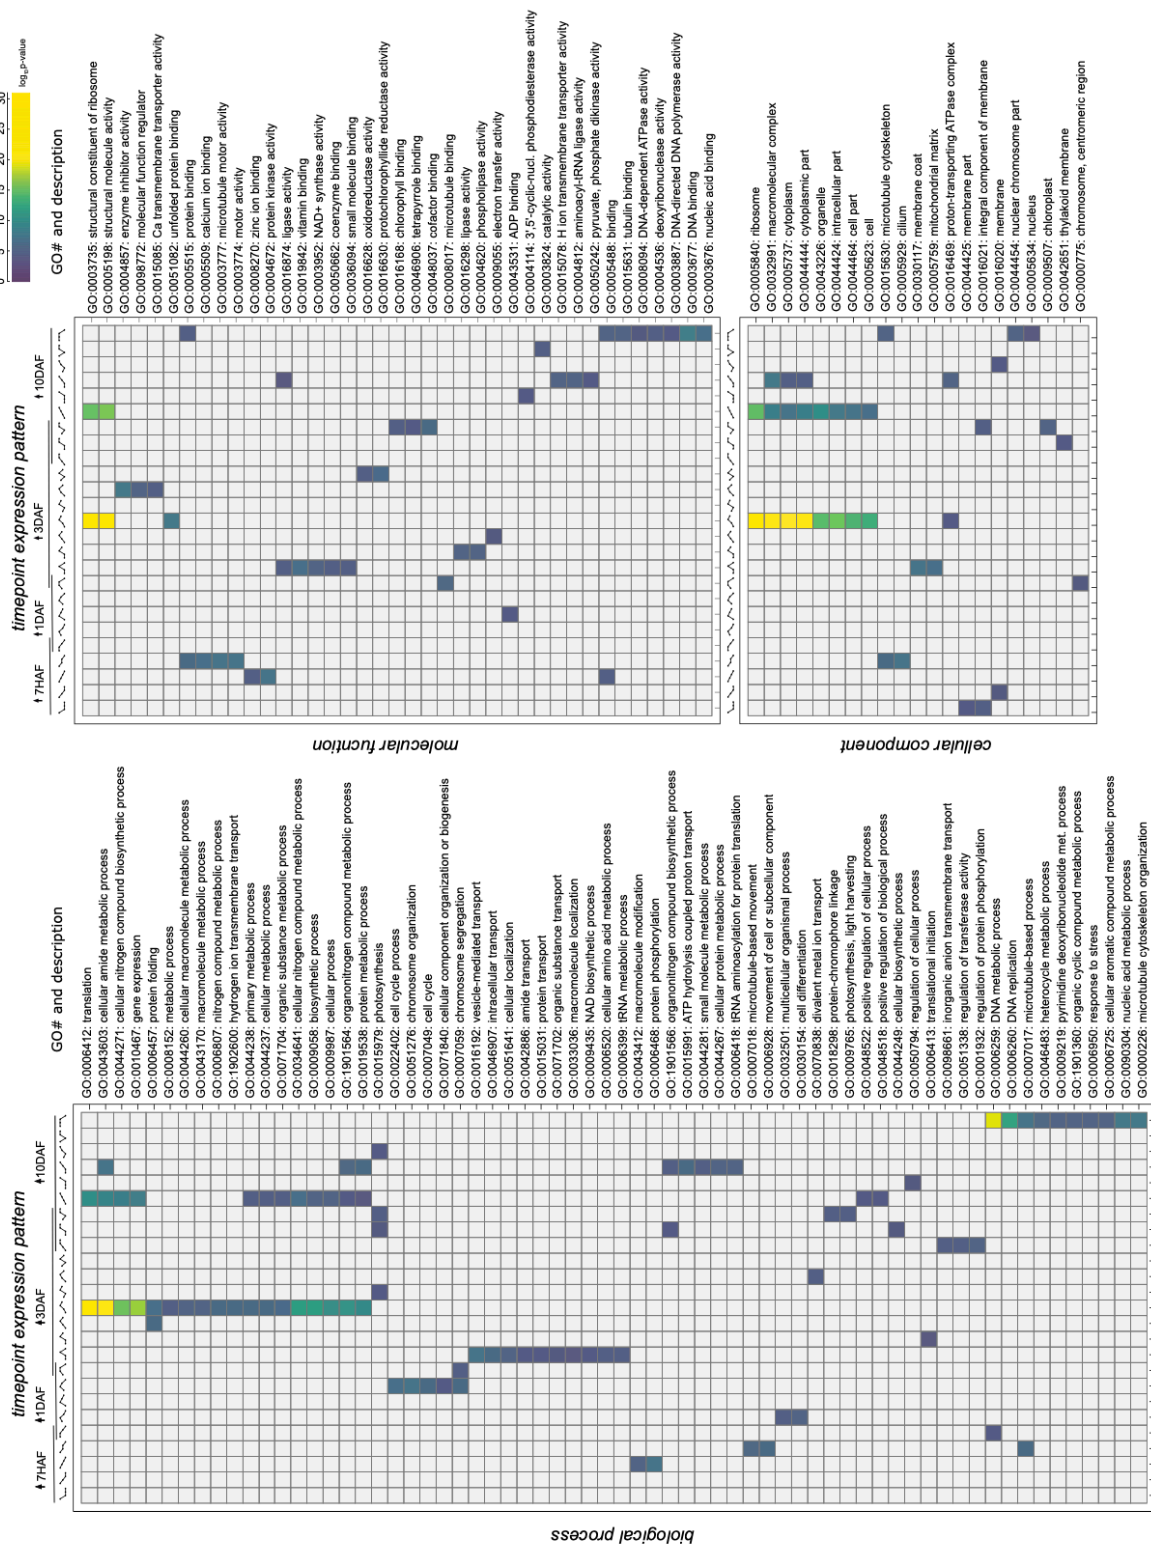 timepoint expression pattern
GO# and description
↑7HAF ↑1DAF ↑3DAF ↑10DAF
biological process
GO:0006412: translation
GO:0043603: cellular amide metabolic process
GO:0044271: cellular nitrogen compound biosynthetic process
GO:0010467: gene expression
GO:0006457: protein folding
GO:0008152: metabolic process
GO:0044260: cellular macromolecule metabolic process
GO:0043170: macromolecule metabolic process
GO:0006807: nitrogen compound metabolic process
GO:1902600: hydrogen ion transmembrane transport
GO:0044238: primary metabolic process
GO:0044237: cellular metabolic process
GO:0071704: organic substance metabolic process
GO:0034641: cellular nitrogen compound metabolic process
GO:0009058: biosynthetic process
GO:0009987: cellular process
GO:1901564: organonitrogen compound metabolic process
GO:0019538: protein metabolic process
GO:0015979: photosynthesis
GO:0022402: cell cycle process
GO:0051276: chromosome organization
GO:0007049: cell cycle
GO:0071840: cellular component organization or biogenesis
GO:0007059: chromosome segregation
GO:0016192: vesicle-mediated transport
GO:0046907: intracellular transport
GO:0051641: cellular localization
GO:0042886: amide transport
GO:0015031: protein transport
GO:0071702: organic substance transport
GO:0033036: macromolecule localization
GO:0009435: NAD biosynthetic process
GO:0006520: cellular amino acid metabolic process
GO:0006399: tRNA metabolic process
GO:0043412: macromolecule modification
GO:0006468: protein phosphorylation
GO:1901566: organonitrogen compound biosynthetic process
GO:0015991: ATP hydrolysis coupled proton transport
GO:0044281: small molecule metabolic process
GO:0044267: cellular protein metabolic process
GO:0006418: tRNA aminoacylation for protein translation
GO:0007018: microtubule-based movement
GO:0006928: movement of cell or subcellular component
GO:0032501: multicellular organismal process
GO:0030154: cell differentiation
GO:0070838: divalent metal ion transport
GO:0018298: protein-chromophore linkage
GO:0009765: photosynthesis, light harvesting
GO:0048522: positive regulation of cellular process
GO:0048518: positive regulation of biological process
GO:0044249: cellular biosynthetic process
GO:0050794: regulation of cellular process
GO:0006413: translational initiation
GO:0098661: inorganic anion transmembrane transport
GO:0051338: regulation of transferase activity
GO:0001932: regulation of protein phosphorylation
GO:0006259: DNA metabolic process
GO:0006260: DNA replication
GO:0007017: microtubule-based process
GO:0046483: heterocycle metabolic process
GO:0009219: pyrimidine deoxyribonucleotide met. process
GO:1901360: organic cyclic compound metabolic process
GO:0006950: response to stress
GO:0006725: cellular aromatic compound metabolic process
GO:0090304: nucleic acid metabolic process
GO:0000226: microtubule cytoskeleton organization
timepoint expression pattern
GO# and description
0 5 10 15 20 25 30
log₁₀p-value
↑7HAF ↑1DAF ↑3DAF ↑10DAF
molecular fucntion
GO:0003735: structural constituent of ribosome
GO:0005198: structural molecule activity
GO:0004857: enzyme inhibitor activity
GO:0098772: molecular function regulator
GO:0015085: Ca transmembrane transporter activity
GO:0051082: unfolded protein binding
GO:0005515: protein binding
GO:0005509: calcium ion binding
GO:0003777: microtubule motor activity
GO:0003774: motor activity
GO:0008270: zinc ion binding
GO:0004672: protein kinase activity
GO:0016874: ligase activity
GO:0019842: vitamin binding
GO:0003952: NAD+ synthase activity
GO:0050662: coenzyme binding
GO:0036094: small molecule binding
GO:0016628: oxidoreductase activity
GO:0016630: protochlorophyllide reductase activity
GO:0016168: chlorophyll binding
GO:0046906: tetrapyrrole binding
GO:0048037: cofactor binding
GO:0008017: microtubule binding
GO:0016298: lipase activity
GO:0004620: phospholipase activity
GO:0009055: electron transfer activity
GO:0043531: ADP binding
GO:0004114: 3',5'-cyclic-nucl. phosphodiesterase activity
GO:0003824: catalytic activity
GO:0015078: H ion transmembrane transporter activity
GO:0004812: aminoacyl-tRNA ligase activity
GO:0050242: pyruvate, phosphate dikinase activity
GO:0005488: binding
GO:0015631: tubulin binding
GO:0008094: DNA-dependent ATPase activity
GO:0004536: deoxyribonuclease activity
GO:0003887: DNA-directed DNA polymerase activity
GO:0003677: DNA binding
GO:0003676: nucleic acid binding
cellular component
GO:0005840: ribosome
GO:0032991: macromolecular complex
GO:0005737: cytoplasm
GO:0044444: cytoplasmic part
GO:0043226: organelle
GO:0044424: intracellular part
GO:0044464: cell part
GO:0005623: cell
GO:0015630: microtubule cytoskeleton
GO:0005929: cilium
GO:0030117: membrane coat
GO:0005759: mitochondrial matrix
GO:0016469: proton-transporting ATPase complex
GO:0044425: membrane part
GO:0016021: integral component of membrane
GO:0016020: membrane
GO:0044454: nuclear chromosome part
GO:0005634: nucleus
GO:0009507: chloroplast
GO:0042651: thylakoid membrane
GO:0000775: chromosome, centromeric region